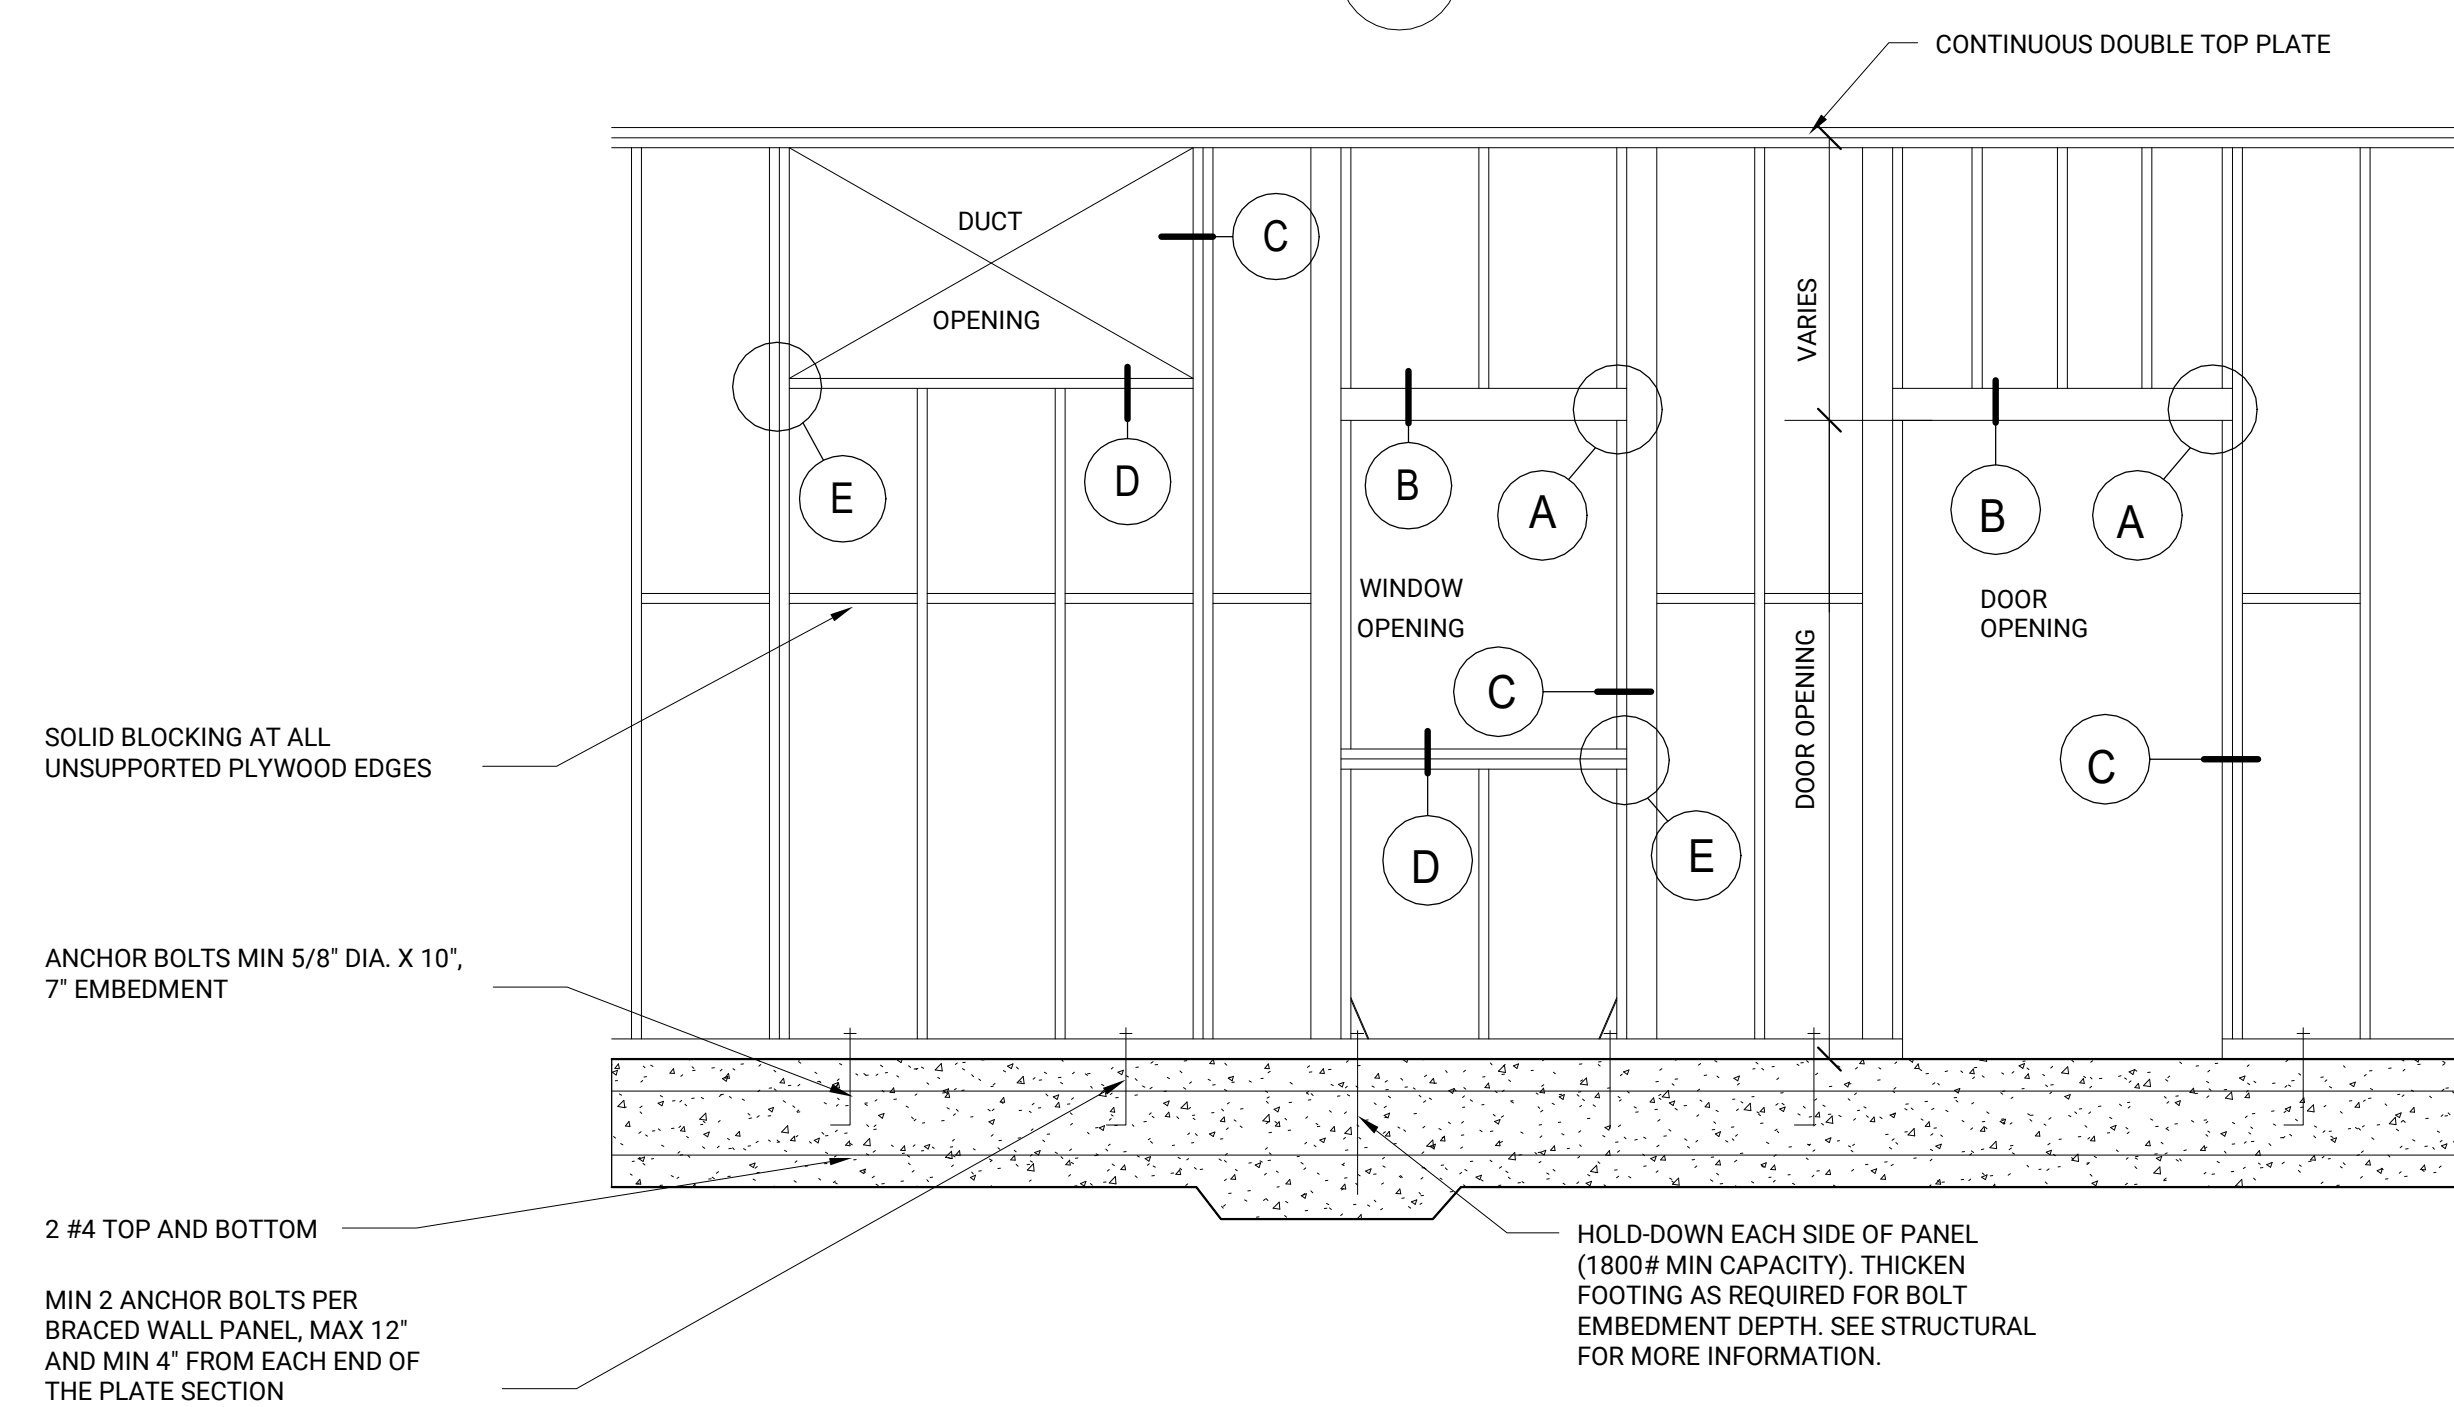 CONTINUOUS DOUBLE TOP PLATE
DUCT
OPENING
C
VARIES
E
D
B
A
B
A
WINDOW
OPENING
DOOR
OPENING
C
DOOR OPENING
C
D
E
SOLID BLOCKING AT ALL
UNSUPPORTED PLYWOOD EDGES
ANCHOR BOLTS MIN 5/8" DIA. X 10",
7" EMBEDMENT
2 #4 TOP AND BOTTOM
MIN 2 ANCHOR BOLTS PER
BRACED WALL PANEL, MAX 12"
AND MIN 4" FROM EACH END OF
THE PLATE SECTION
HOLD-DOWN EACH SIDE OF PANEL
(1800# MIN CAPACITY). THICKEN
FOOTING AS REQUIRED FOR BOLT
EMBEDMENT DEPTH. SEE STRUCTURAL
FOR MORE INFORMATION.